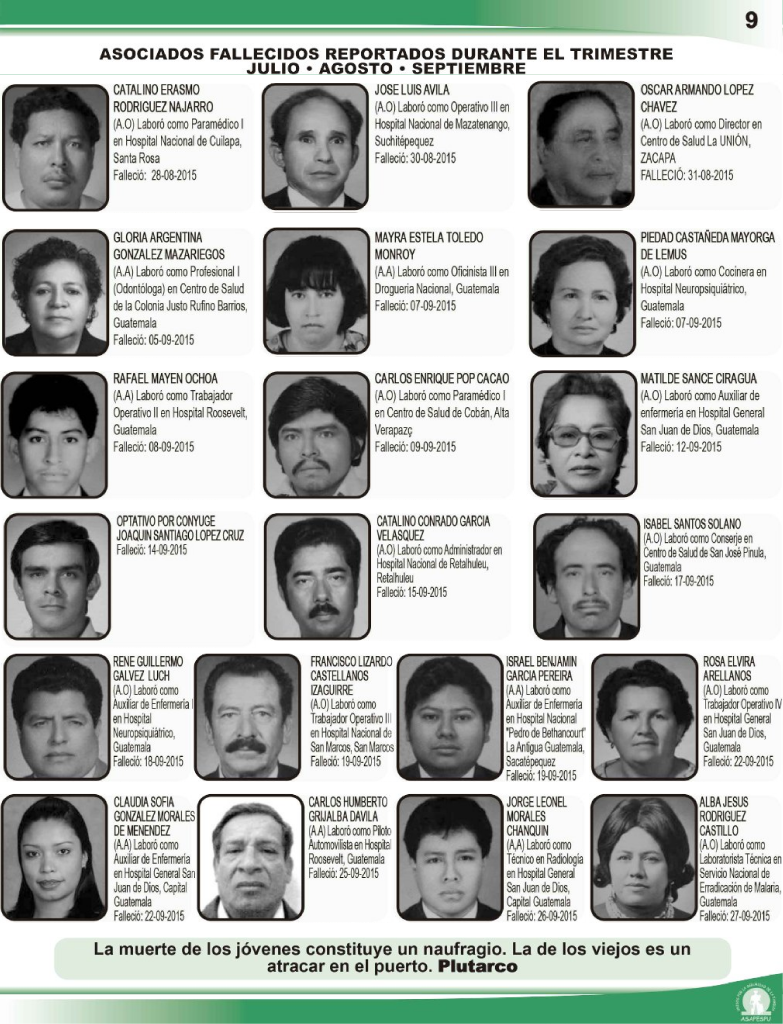 9
ASOCIADOS FALLECIDOS REPORTADOS DURANTE EL TRIMESTRE
JULIO • AGOSTO • SEPTIEMBRE
CATALINO ERASMO
RODRIGUEZ NAJARRO
(A.O) Laboró como Paramédico I
en Hospital Nacional de Cuilapa,
Santa Rosa
Falleció: 28-08-2015
JOSE LUIS AVILA
(A.O) Laboró como Operativo III en
Hospital Nacional de Mazatenango,
Suchitépequez
Falleció: 30-08-2015
OSCAR ARMANDO LOPEZ
CHAVEZ
(A.O) Laboró como Director en
Centro de Salud La UNIÓN,
ZACAPA
FALLECIÓ: 31-08-2015
GLORIA ARGENTINA
GONZALEZ MAZARIEGOS
(A.A) Laboró como Profesional I
(Odontóloga) en Centro de Salud
de la Colonia Justo Rufino Barrios,
Guatemala
Falleció: 05-09-2015
MAYRA ESTELA TOLEDO
MONROY
(A.A) Laboró como Oficinista III en
Drogueria Nacional, Guatemala
Falleció: 07-09-2015
PIEDAD CASTAÑEDA MAYORGA
DE LEMUS
(A.O) Laboró como Cocinera en
Hospital Neuropsiquiátrico,
Guatemala
Falleció: 07-09-2015
RAFAEL MAYEN OCHOA
(A.A) Laboró como Trabajador
Operativo II en Hospital Roosevelt,
Guatemala
Falleció: 08-09-2015
CARLOS ENRIQUE POP CACAO
(A.O) Laboró como Paramédico I
en Centro de Salud de Cobán, Alta
Verapazç
Falleció: 09-09-2015
MATILDE SANCE CIRAGUA
(A.O) Laboró como Auxiliar de
enfermería en Hospital General
San Juan de Dios, Guatemala
Falleció: 12-09-2015
OPTATIVO POR CONYUGE
JOAQUIN SANTIAGO LOPEZ CRUZ
Falleció: 14-09-2015
CATALINO CONRADO GARCIA
VELASQUEZ
(A.O) Laboró como Administrador en
Hospital Nacional de Retalhuleu,
Retalhuleu
Falleció: 15-09-2015
ISABEL SANTOS SOLANO
(A.O) Laboró como Conserje en
Centro de Salud de San José Pinula,
Guatemala
Falleció: 17-09-2015
RENE GUILLERMO
GALVEZ LUCH
(A.O) Laboró como
Auxiliar de Enfermería I
en Hospital
Neuropsiquiátrico,
Guatemala
Falleció: 18-09-2015
FRANCISCO LIZARDO
CASTELLANOS
IZAGUIRRE
(A.O) Laboró como
Trabajador Operativo III
en Hospital Nacional de
San Marcos, San Marcos
Falleció: 19-09-2015
ISRAEL BENJAMIN
GARCIA PEREIRA
(A.A) Laboró como
Auxiliar de Enfermería
en Hospital Nacional
"Pedro de Bethancourt"
La Antigua Guatemala,
Sacatépequez
Falleció: 19-09-2015
ROSA ELVIRA
ARELLANOS
(A.O) Laboró como
Trabajador Operativo IV
en Hospital General
San Juan de Dios,
Guatemala
Falleció: 22-09-2015
CLAUDIA SOFIA
GONZALEZ MORALES
DE MENENDEZ
(A.A) Laboró como
Auxiliar de Enfermería
en Hospital General San
Juan de Dios, Capital
Guatemala
Falleció: 22-09-2015
CARLOS HUMBERTO
GRIJALBA DAVILA
(A.A) Laboró como Piloto
Automovilista en Hospital
Roosevelt, Guatemala
Falleció: 25-09-2015
JORGE LEONEL
MORALES
CHANQUIN
(A,A) Laboró como
Técnico en Radiología
en Hospital General
San Juan de Dios,
Capital Guatemala
Falleció: 26-09-2015
ALBA JESUS
RODRIGUEZ
CASTILLO
(A.O) Laboró como
Laboratorista Técnica en
Servicio Nacional de
Erradicación de Malaria,
Guatemala
Falleció: 27-09-2015
La muerte de los jóvenes constituye un naufragio. La de los viejos es un
atracar en el puerto. Plutarco